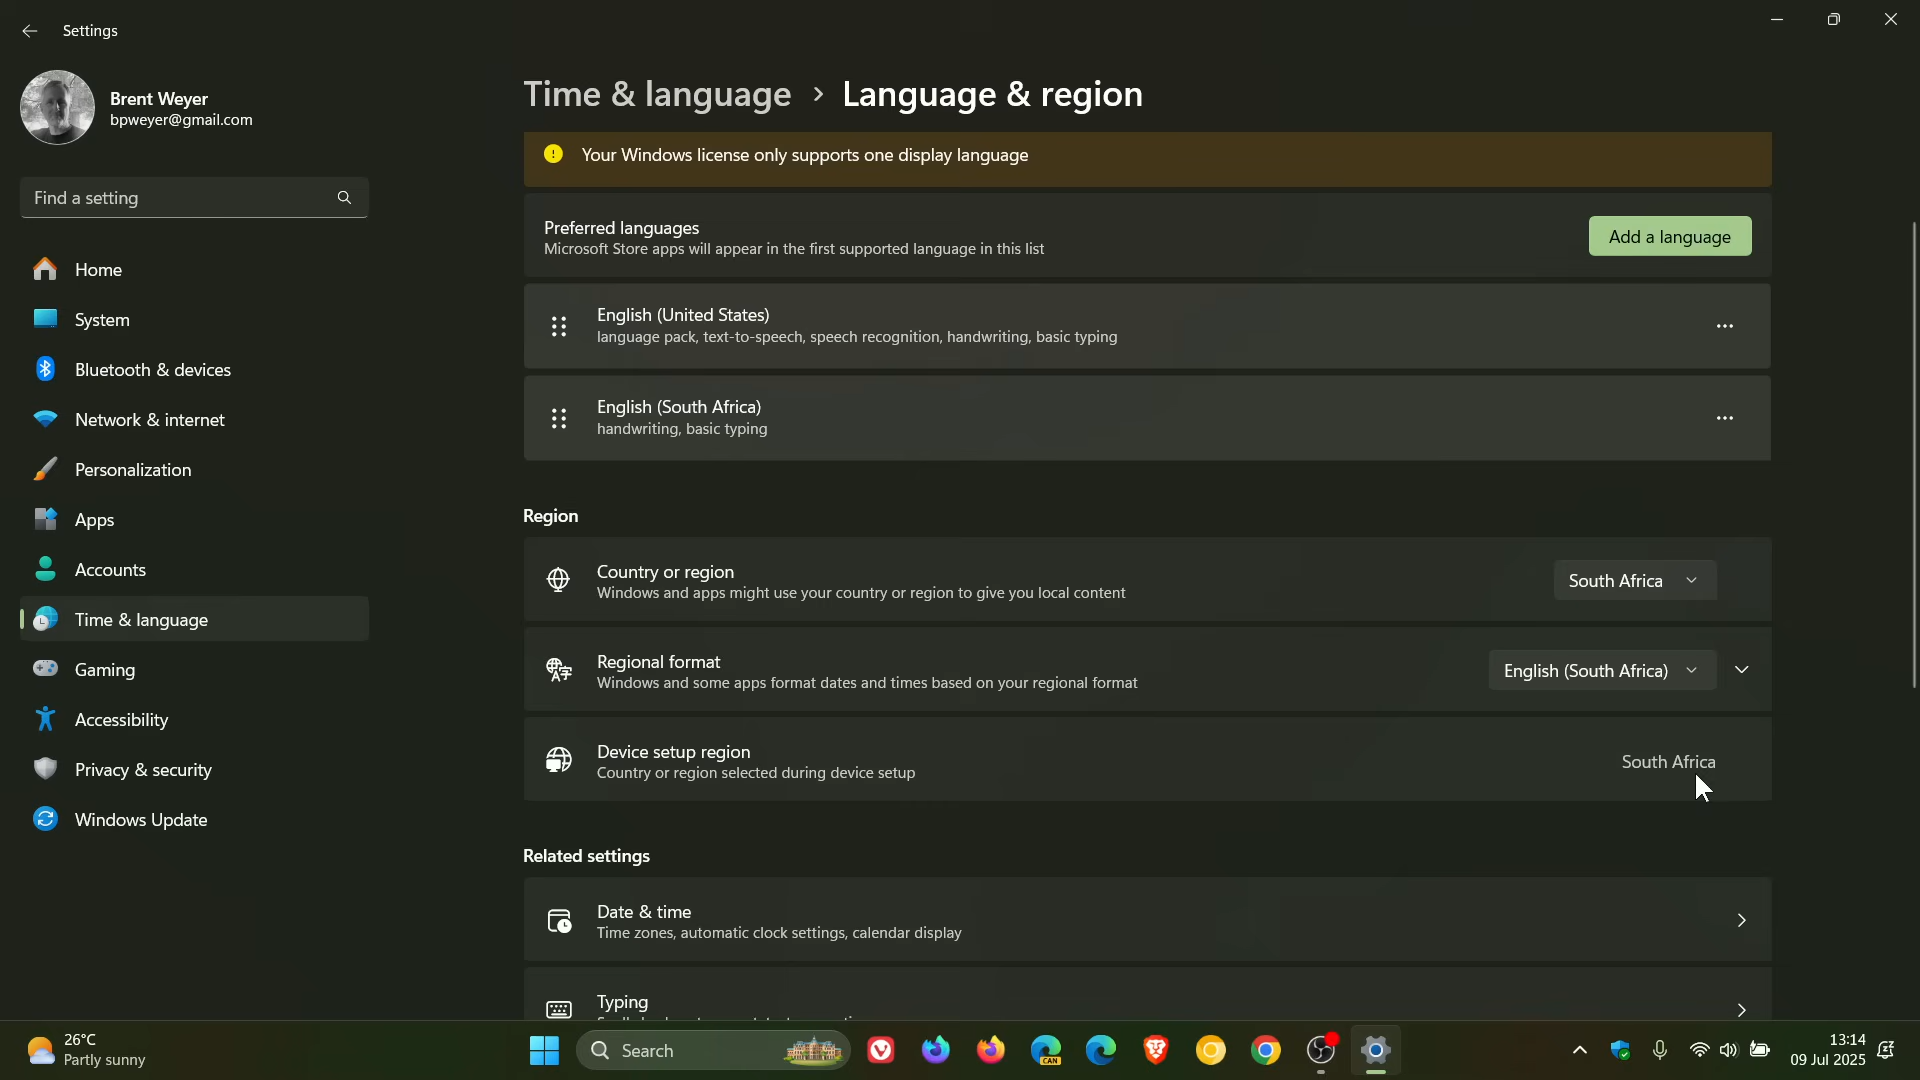 Settings
Brent Weyer
bpweyer@gmail.com
Find a setting
Home
System
Bluetooth & devices
Network & internet
Personalization
Apps
Accounts
Time & language
Gaming
Accessibility
Privacy & security
Windows Update
Time & language > Language & region
Your Windows license only supports one display language
Preferred languages
Microsoft Store apps will appear in the first supported language in this list
Add a language
English (United States)
language pack, text-to-speech, speech recognition, handwriting, basic typing
English (South Africa)
handwriting, basic typing
Region
Country or region
Windows and apps might use your country or region to give you local content
South Africa
Regional format
Windows and some apps format dates and times based on your regional format
English (South Africa)
Device setup region
Country or region selected during device setup
South Africa
Related settings
Date & time
Time zones, automatic clock settings, calendar display
Typing
26°C
Partly sunny
Search
CAN
13:14
09 Jul 2025